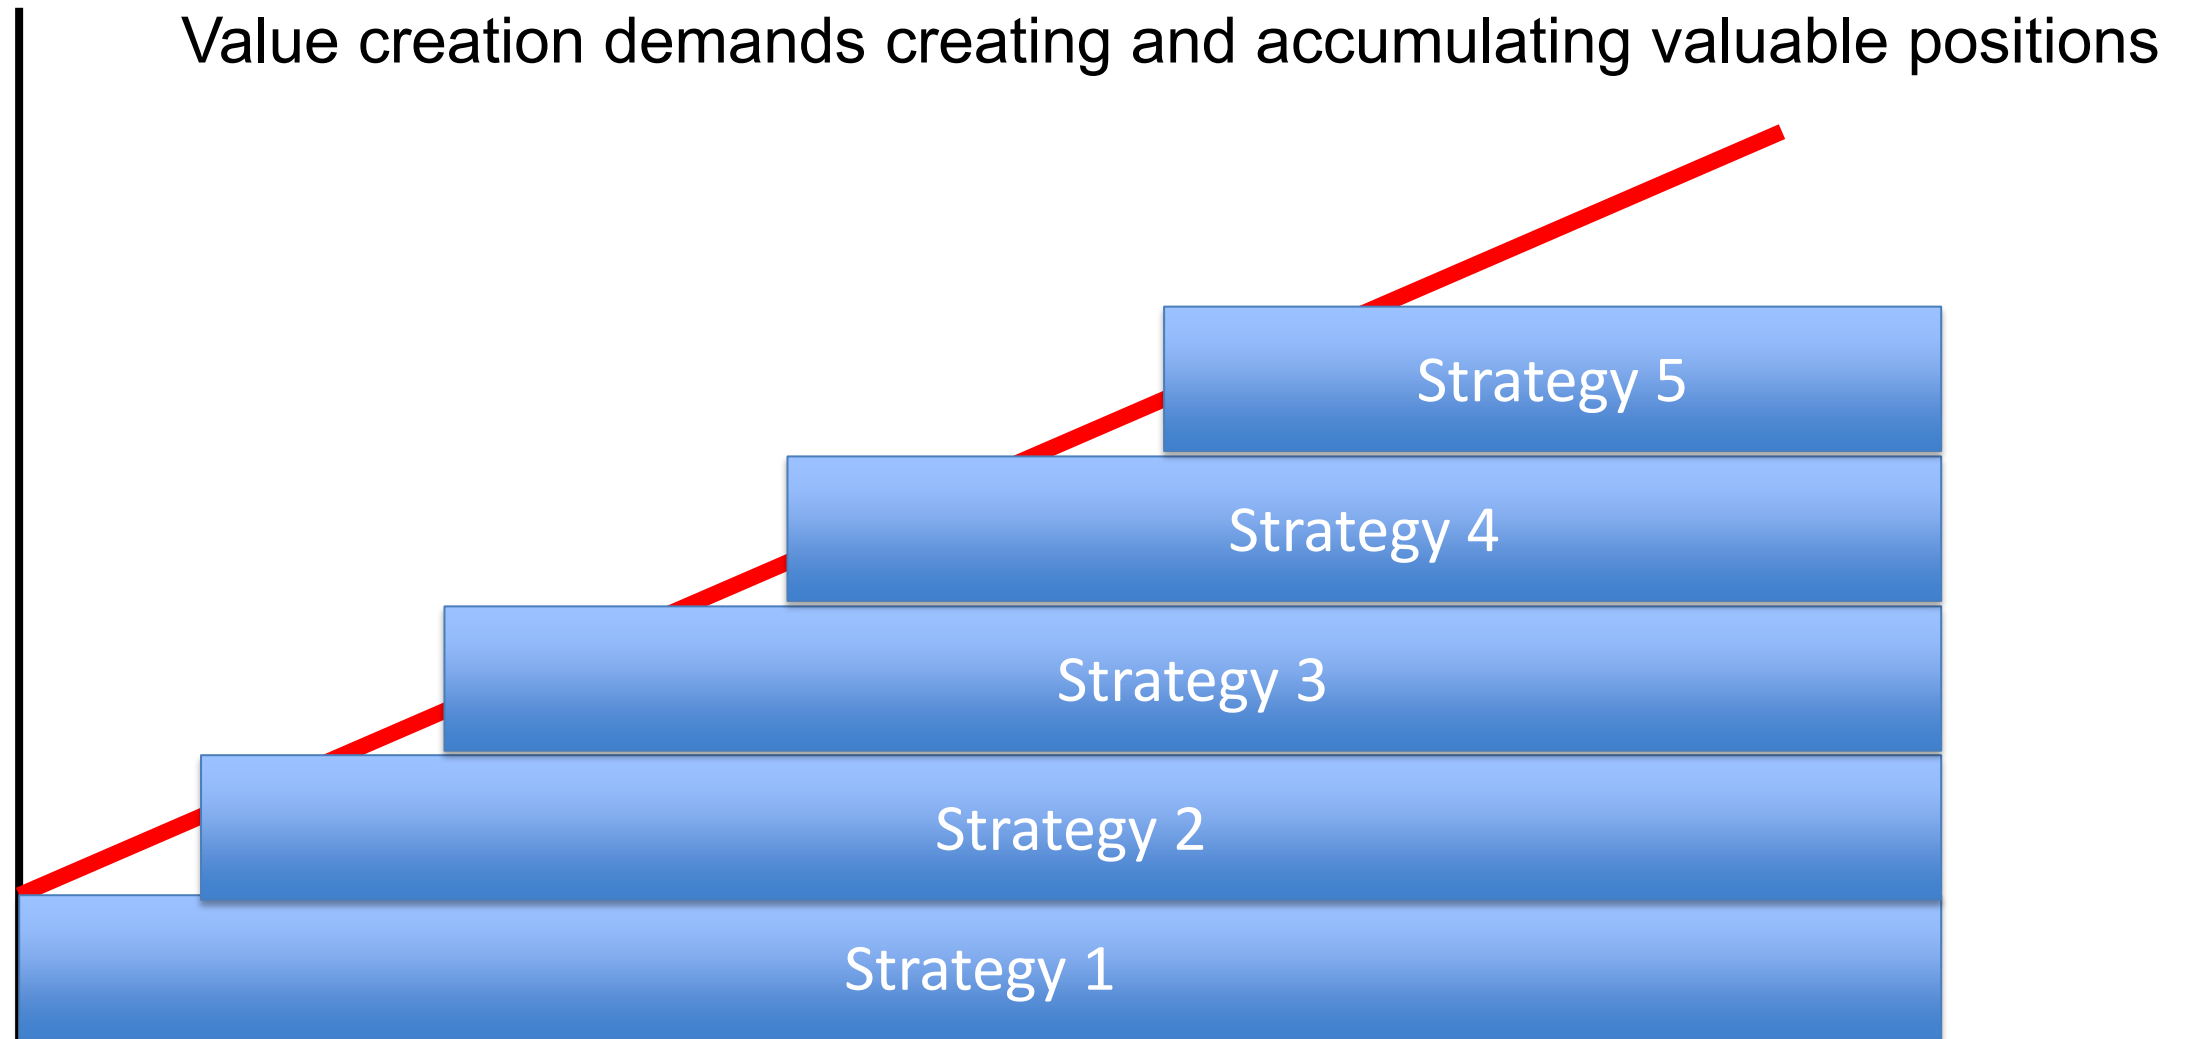 Value creation demands creating and accumulating valuable positions
Strategy 5
Strategy 4
Strategy 3
Strategy 2
Strategy 1